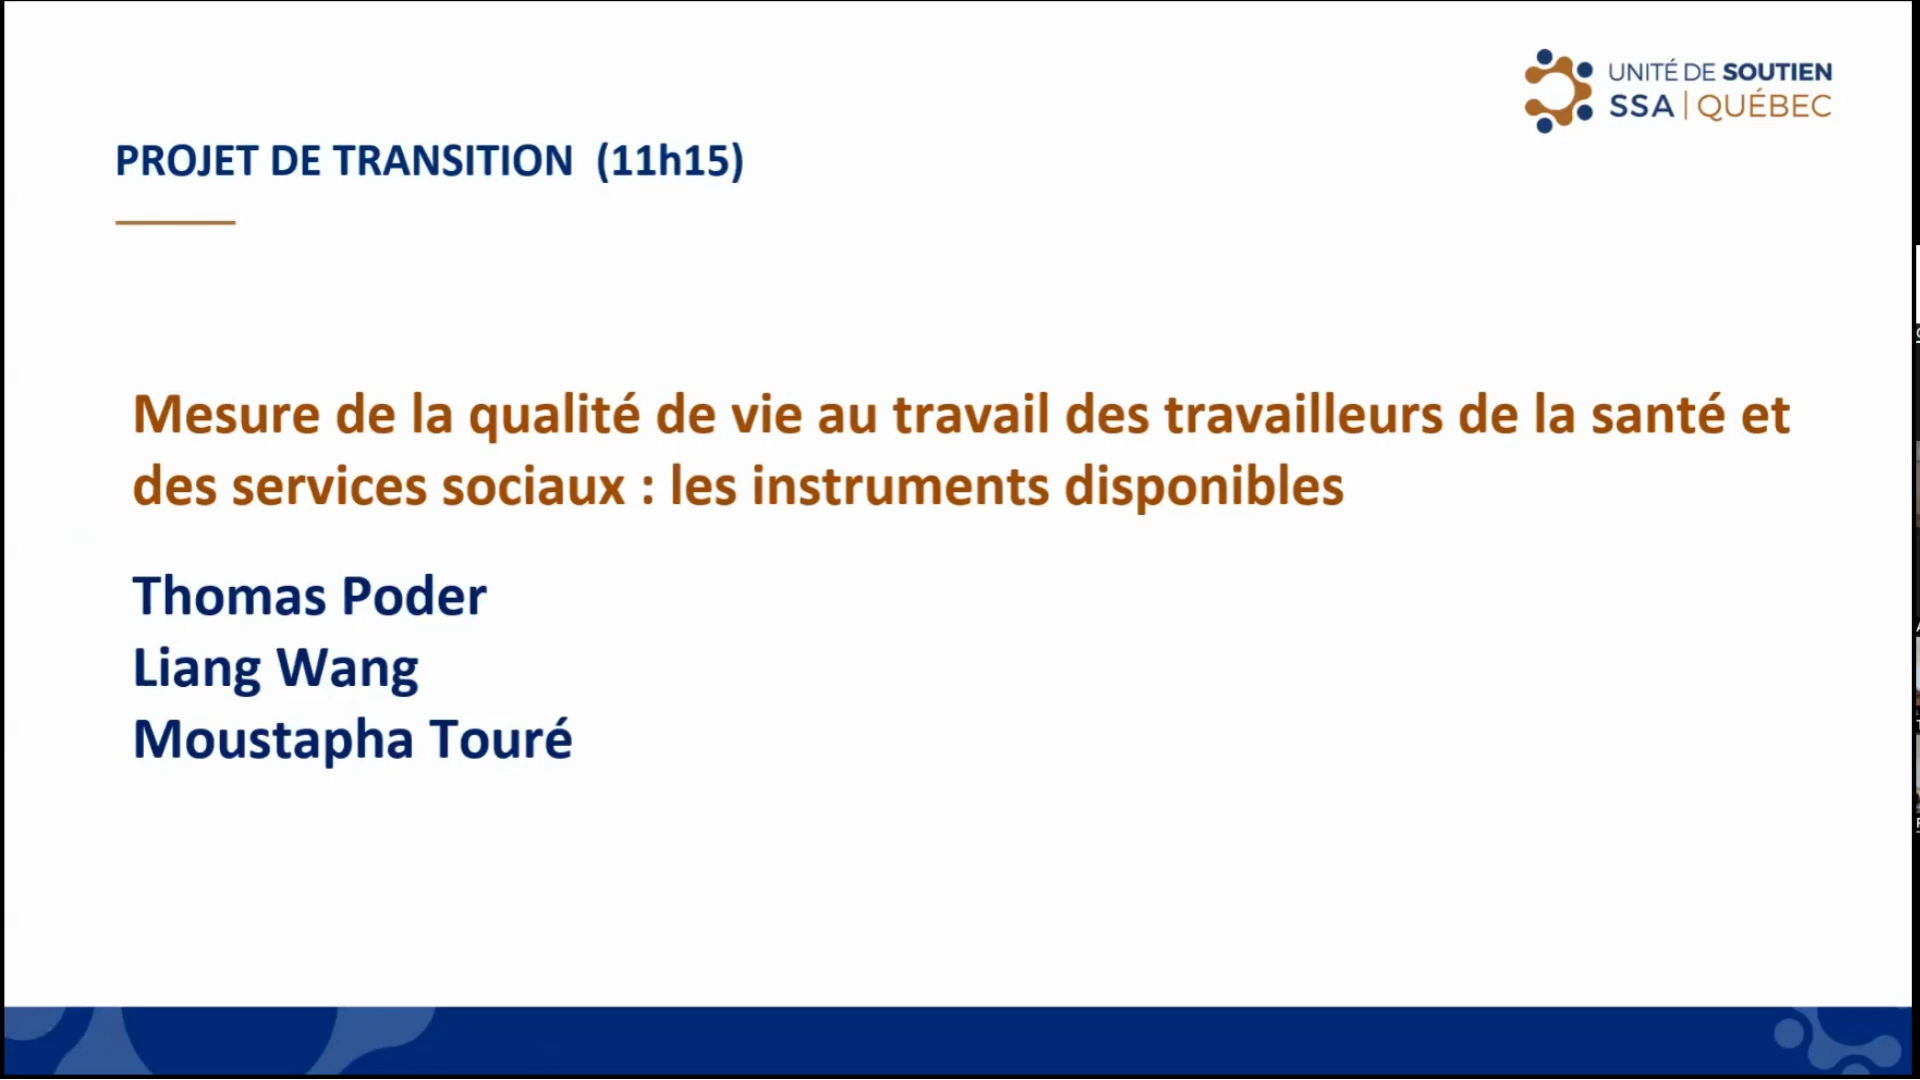 UNITÉ DE SOUTIEN
SSA | QUÉBEC
PROJET DE TRANSITION (11h15)
Mesure de la qualité de vie au travail des travailleurs de la santé et
des services sociaux : les instruments disponibles
Thomas Poder
Liang Wang
Moustapha Touré